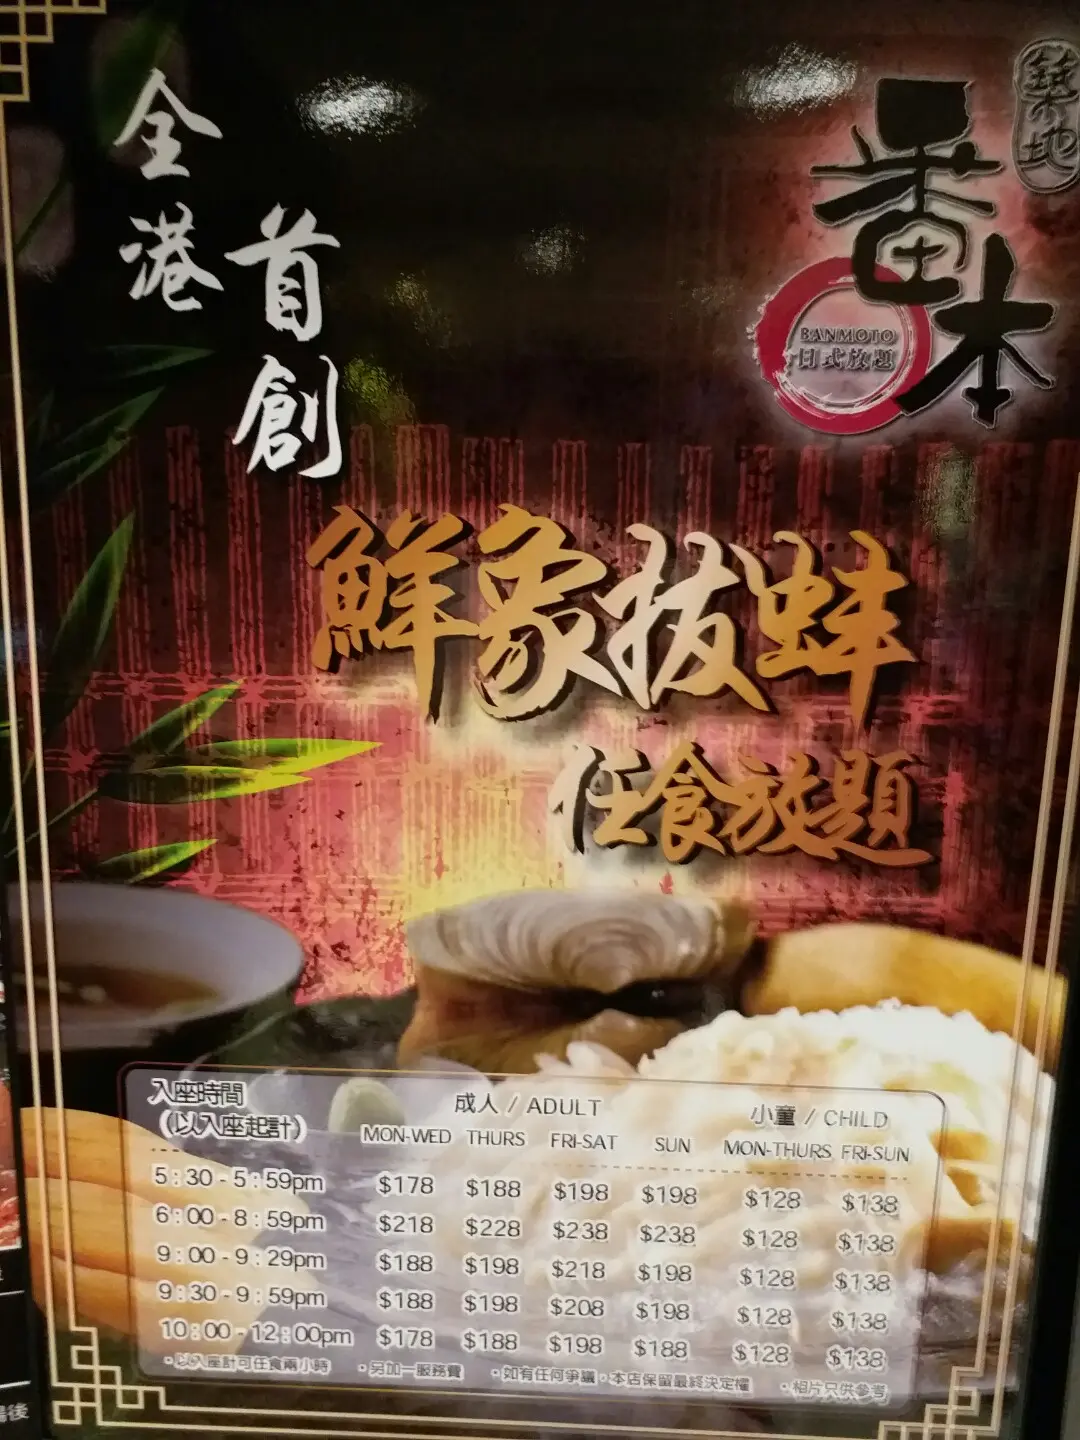 全港
首創
築地
番本
BANMOTO
日式放題
鮮象拔蚌
任食放題
入座時間
(以入座起計)
成人 / ADULT
小童 / CHILD
MON-WED THURS FRI-SAT SUN MON-THURS FRI-SUN
5:30 - 5:59pm $178 $188 $198 $198 $128 $138
6:00 - 8:59pm $218 $228 $238 $238 $128 $138
9:00 - 9:29pm $188 $198 $218 $198 $128 $138
9:30 - 9:59pm $188 $198 $208 $198 $128 $138
10:00 - 12:00pm $178 $188 $198 $188 $128 $138
·以入座計可任食兩小時 ·另加一服務費 ·如有任何爭議,本店保留最終決定權 ·相片只供參考